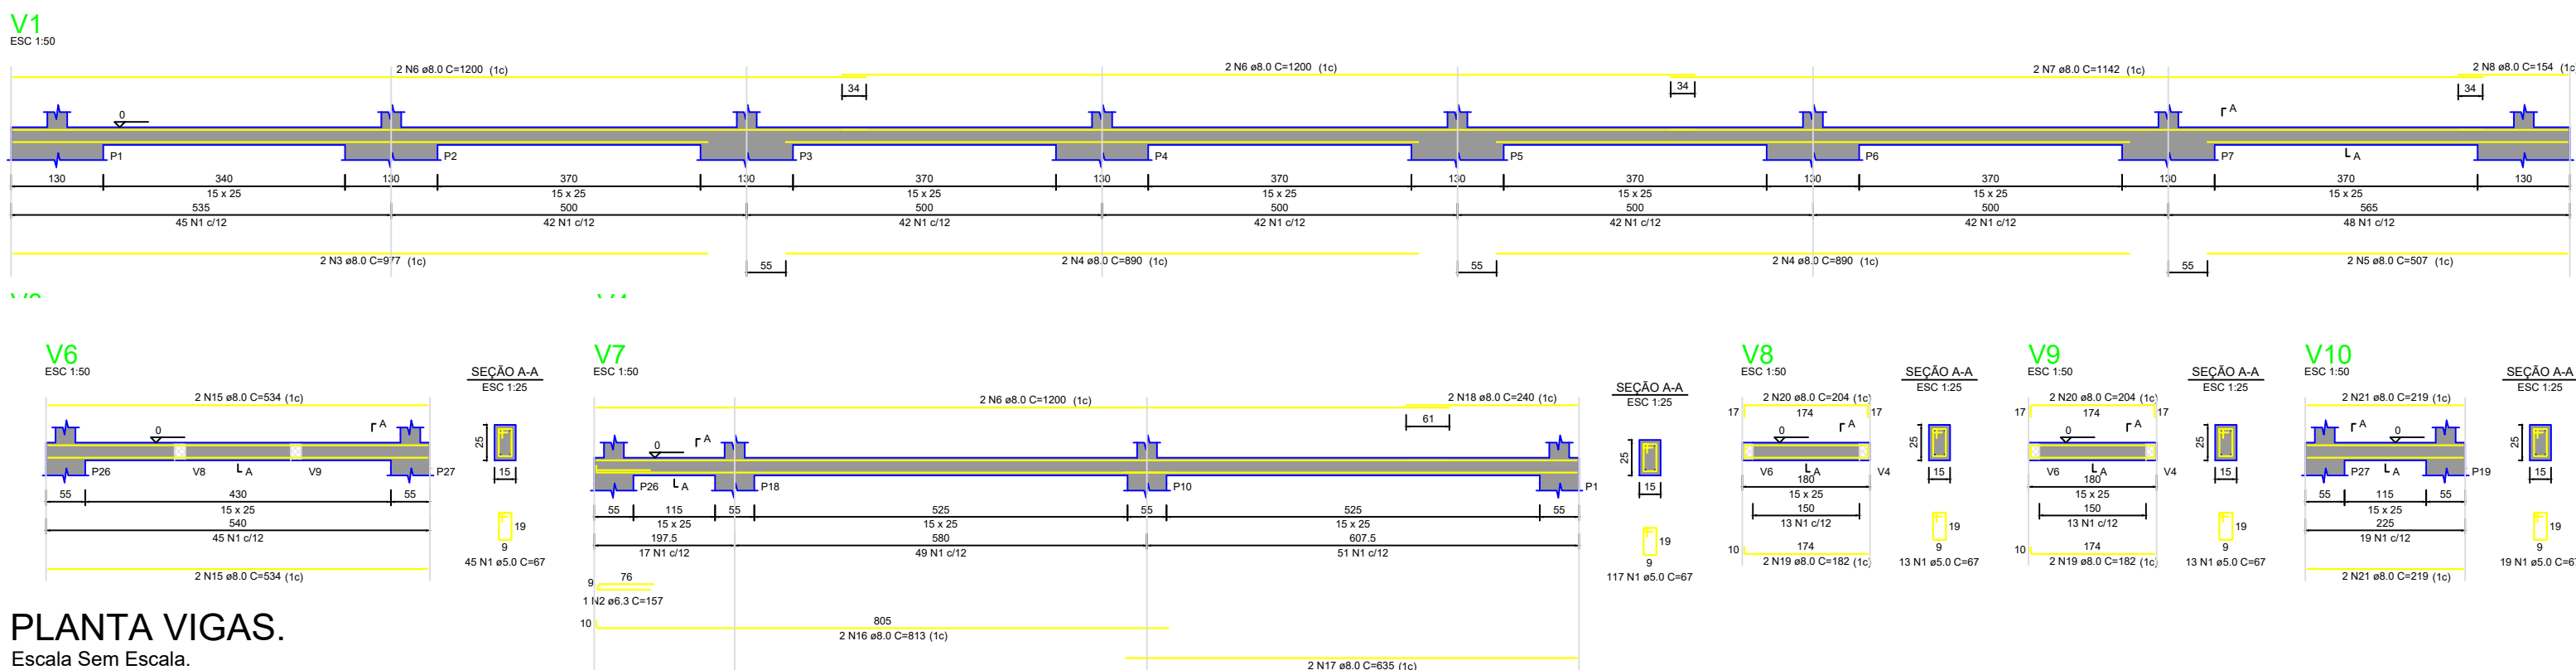 V1
ESC 1:50
2 N6 ø8.0 C=1200 (1c)
2 N6 ø8.0 C=1200 (1c)
2 N7 ø8.0 C=1142 (1c)
2 N8 ø8.0 C=154 (1c
34
34
34
0
A
P1
P2
P3
P4
P5
P6
P7
A
130 340 130 370 130 370 130 370 130 370 130 370 130 370 130
15 x 25 15 x 25 15 x 25 15 x 25 15 x 25 15 x 25 15 x 25
535 500 500 500 500 500 565
45 N1 c/12 42 N1 c/12 42 N1 c/12 42 N1 c/12 42 N1 c/12 42 N1 c/12 48 N1 c/12
2 N3 ø8.0 C=977 (1c)
55
2 N4 ø8.0 C=890 (1c)
55
2 N4 ø8.0 C=890 (1c)
55
2 N5 ø8.0 C=507 (1c)
V6
ESC 1:50
2 N15 ø8.0 C=534 (1c)
0
A
P26
V8
A
V9
P27
55 430 55
15 x 25
540
45 N1 c/12
2 N15 ø8.0 C=534 (1c)
SEÇÃO A-A
ESC 1:25
25
15
19
9
45 N1 ø5.0 C=67
V7
ESC 1:50
2 N6 ø8.0 C=1200 (1c)
2 N18 ø8.0 C=240 (1c)
61
0
A
P26
A
P18
P10
P1
55 115 55 525 55 525 55
15 x 25 15 x 25 15 x 25
197.5 580 607.5
17 N1 c/12 49 N1 c/12 51 N1 c/12
9
76
1 N2 ø6.3 C=157
10
805
2 N16 ø8.0 C=813 (1c)
2 N17 ø8.0 C=635 (1c)
SEÇÃO A-A
ESC 1:25
25
15
19
9
117 N1 ø5.0 C=67
V8
ESC 1:50
2 N20 ø8.0 C=204 (1c)
17 174 17
0
A
V6
A
V4
180
15 x 25
150
13 N1 c/12
10
174
2 N19 ø8.0 C=182 (1c)
SEÇÃO A-A
ESC 1:25
25
15
19
9
13 N1 ø5.0 C=67
V9
ESC 1:50
2 N20 ø8.0 C=204 (1c)
17 174 17
0
A
V6
A
V4
180
15 x 25
150
13 N1 c/12
10
174
2 N19 ø8.0 C=182 (1c)
SEÇÃO A-A
ESC 1:25
25
15
19
9
13 N1 ø5.0 C=67
V10
ESC 1:50
2 N21 ø8.0 C=219 (1c)
A
0
P27
A
P19
55 115 55
15 x 25
225
19 N1 c/12
2 N21 ø8.0 C=219 (1c)
SEÇÃO A-A
ESC 1:25
25
15
19
9
19 N1 ø5.0 C=67
PLANTA VIGAS.
Escala Sem Escala.